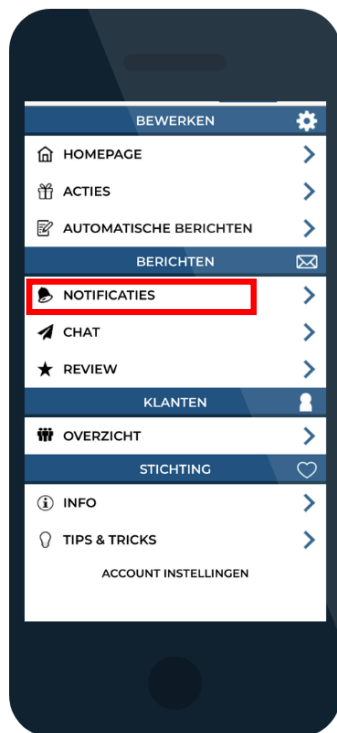 BEWERKEN
HOMEPAGE
ACTIES
AUTOMATISCHE BERICHTEN
BERICHTEN
NOTIFICATIES
CHAT
REVIEW
KLANTEN
OVERZICHT
STICHTING
INFO
TIPS & TRICKS
ACCOUNT INSTELLINGEN